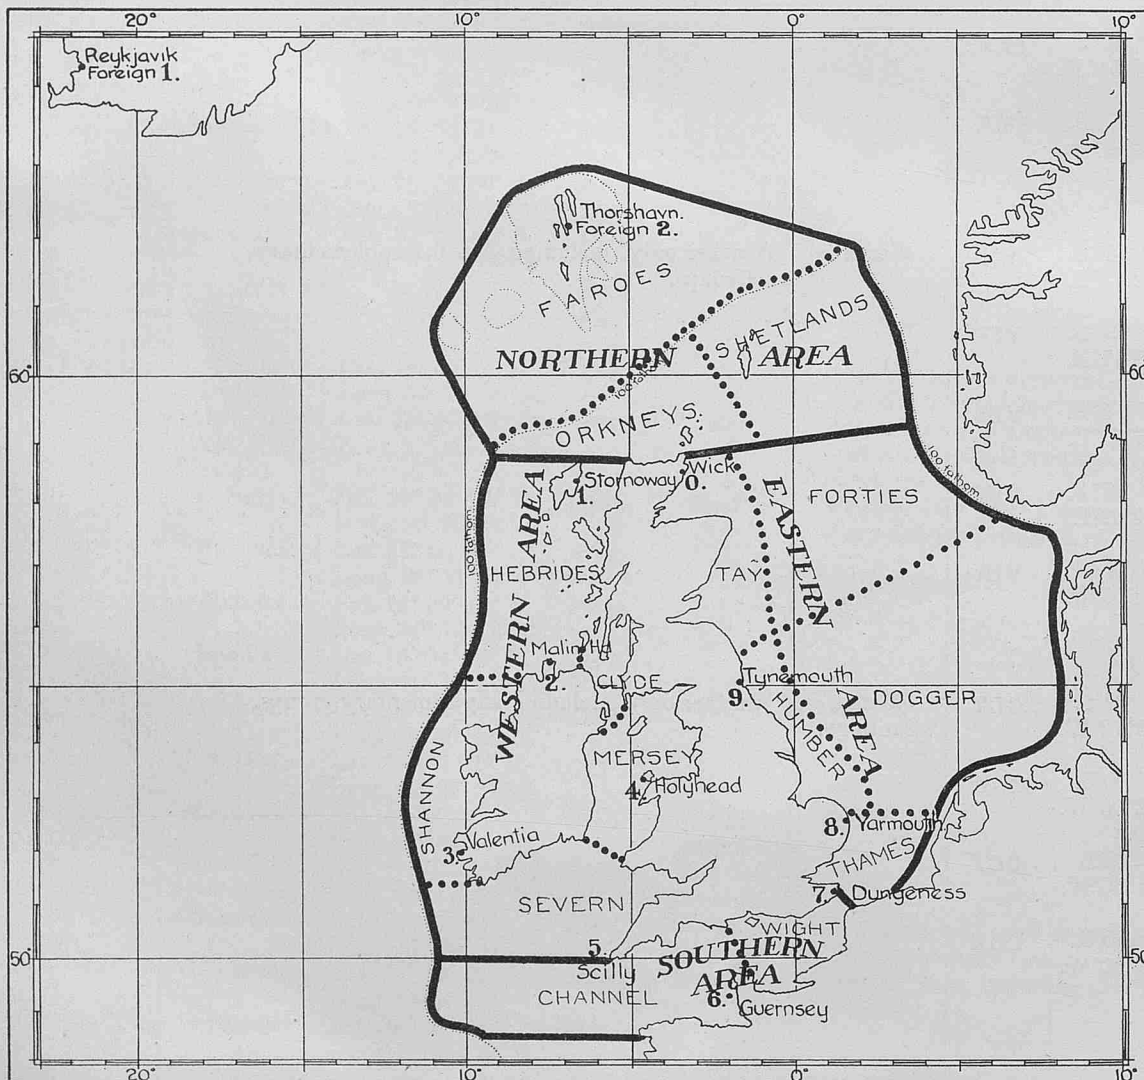 20° 10° 0° 10°
Reykjavik
Foreign 1.
Thorshavn.
Foreign 2.
FAROES
SHETLANDS
NORTHERN AREA
100 fathom
60° 60
ORKNEYS
Stornoway
1.
Wick
0.
100 fathom
FORTIES
EASTERN AREA
WESTERN AREA
100 fathom
HEBRIDES
TAY
Malin Hd
2.
CLYDE
Tynemouth
9.
HUMBER
DOGGER
MERSEY
4. Holyhead
SHANNON
3. Valentia
8. Yarmouth
THAMES
7. Dungeness
SEVERN
WIGHT
5.
Scilly
SOUTHERN
AREA
50° 50
CHANNEL
6.
Guernsey
20° 10° 0° 10°